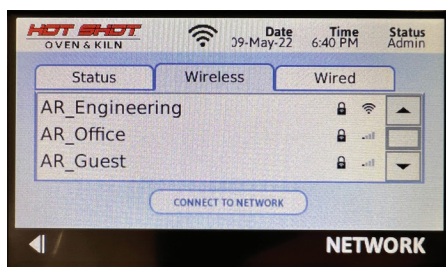 HOT SHOT
OVEN & KILN
Date
09-May-22
Time
6:40 PM
Status
Admin
Status
Wireless
Wired
AR_Engineering
AR_Office
AR_Guest
CONNECT TO NETWORK
NETWORK